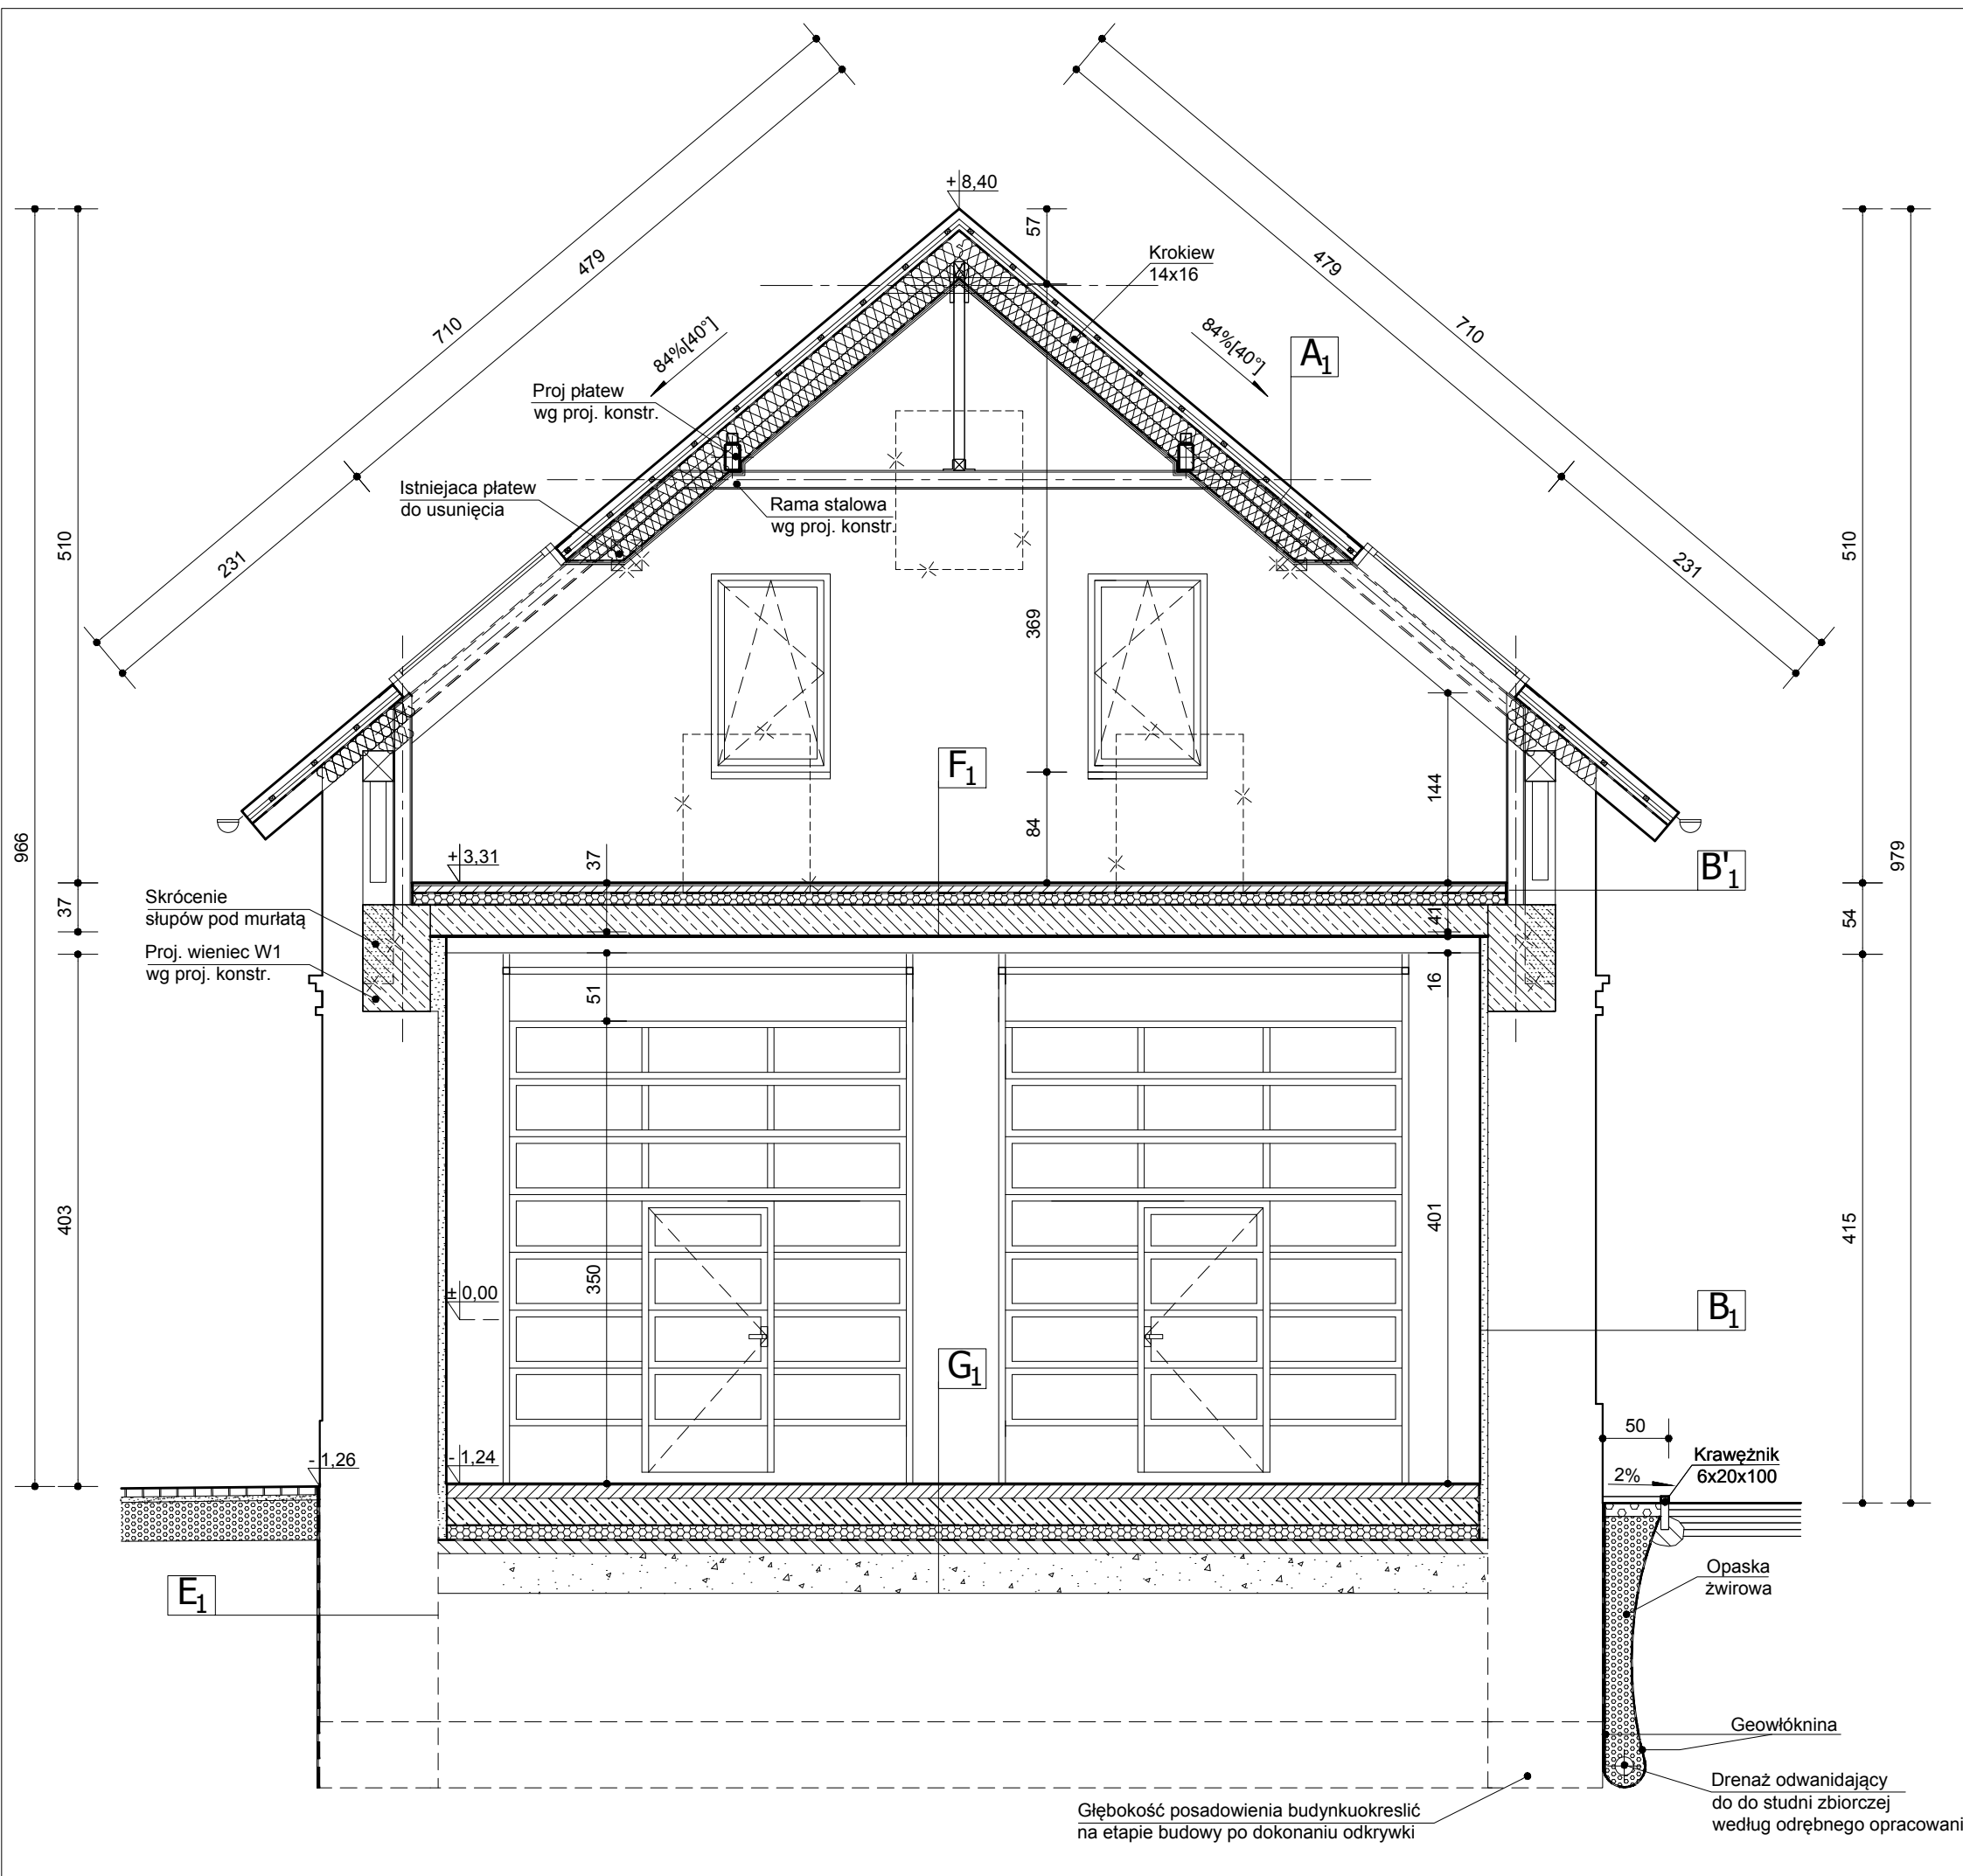 + 8,40
57
479
479
710
710
Krokiew
14x16
84%[40°]
84%[40°]
A1
Proj płatew
wg proj. konstr.
Istniejaca płatew
do usunięcia
Rama stalowa
wg proj. konstr.
510
510
231
231
369
F1
144
84
966
979
+ 3,31
37
B'1
Skrócenie
słupów pod murłatą
37
41
54
Proj. wieniec W1
wg proj. konstr.
51
16
403
401
415
350
± 0,00
B1
G1
50
- 1,26
- 1,24
Krawężnik
6x20x100
2%
E1
Opaska
żwirowa
Geowłóknina
Drenaż odwanidający
do do studni zbiorczej
według odrębnego opracowani
Głębokość posadowienia budynkuokreslić
na etapie budowy po dokonaniu odkrywki